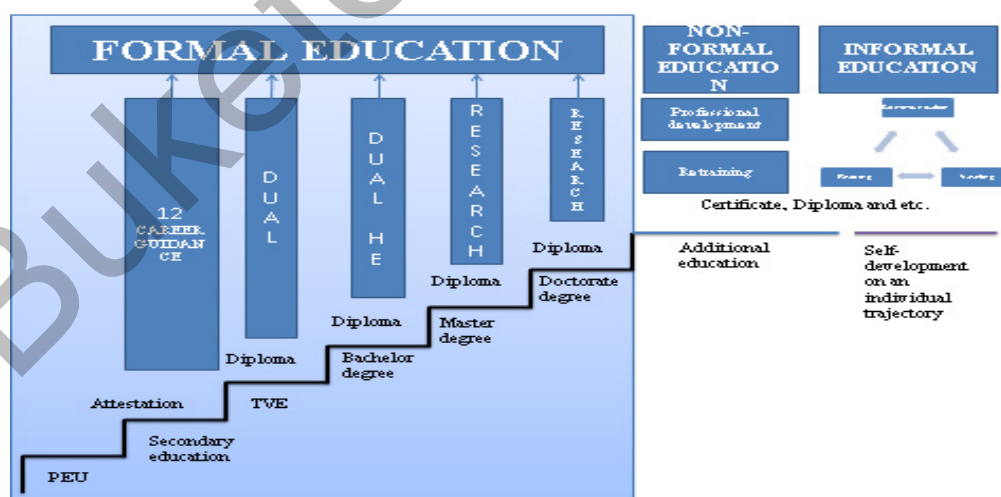 FORMAL EDUCATION
NON-
FORMAL
EDUCATIO
N
INFORMAL
EDUCATION
Professional
development
Retraining
Certificate, Diploma and etc.
Additional
education
Self-
development
on an
individual
trajectory
12
CAREER
GUIDAN
CE
D
U
A
L
D
U
A
L
H
E
R
E
S
E
A
R
C
H
R
E
S
E
A
R
C
H
Diploma
Doctorate
degree
Diploma
Master
degree
Diploma
Bachelor
degree
Diploma
TVE
Attestation
Secondary
education
PEU
Buket